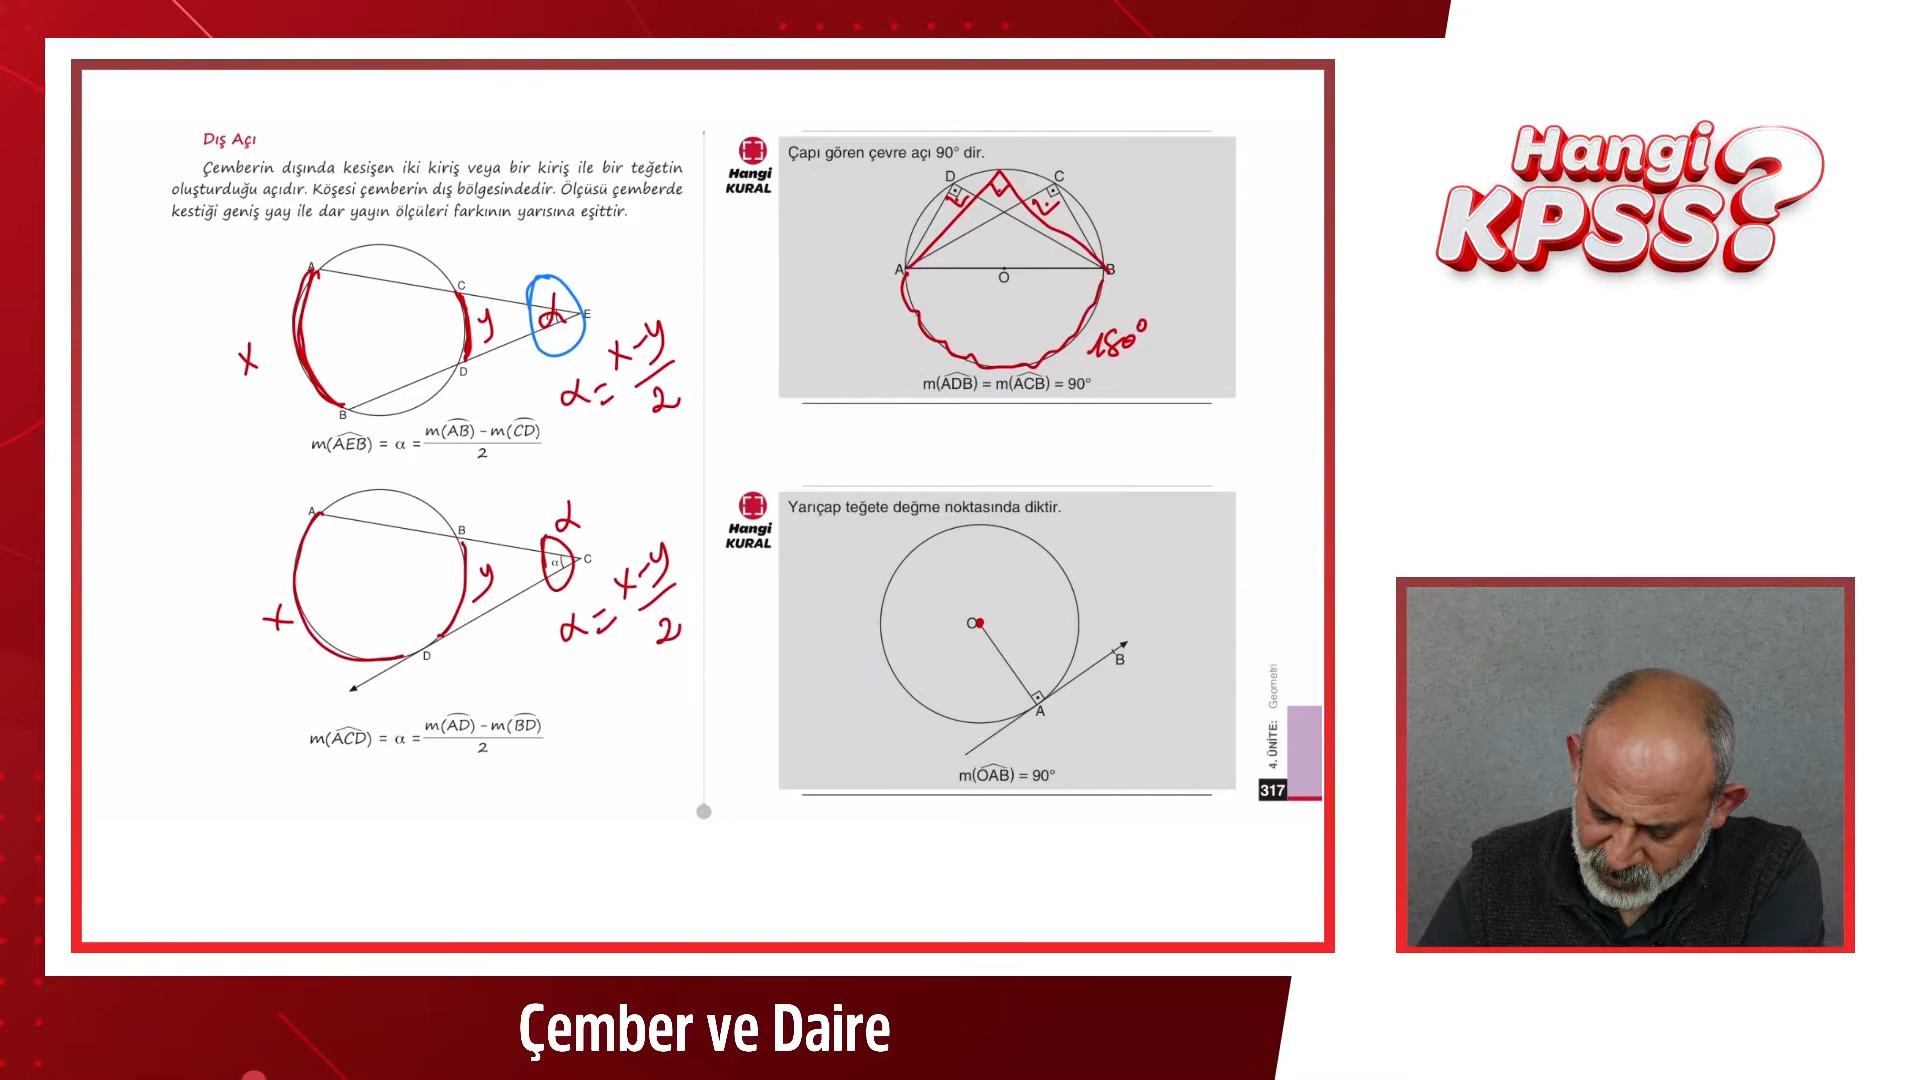 Dış Açı
Çemberin dışında kesişen iki kiriş veya bir kiriş ile bir teğetin
oluşturduğu açıdır. Köşesi çemberin dış bölgesindedir. Ölçüsü çemberde
kestiği geniş yay ile dar yayın ölçüleri farkının yarısına eşittir.
A
C
E
D
B
x
y
α
α = x-y / 2
m(AEB) = α = m(AB) - m(CD) / 2
A
B
C
D
x
y
α
α
α = x-y / 2
m(ACD) = α = m(AD) - m(BD) / 2
Hangi
KURAL
Çapı gören çevre açı 90° dir.
D
C
A
O
B
180°
m(ADB) = m(ACB) = 90°
Hangi
KURAL
Yarıçap teğete değme noktasında diktir.
O
B
A
m(OAB) = 90°
4. ÜNİTE: Geometri
317
Hangi
KPSS?
Çember ve Daire